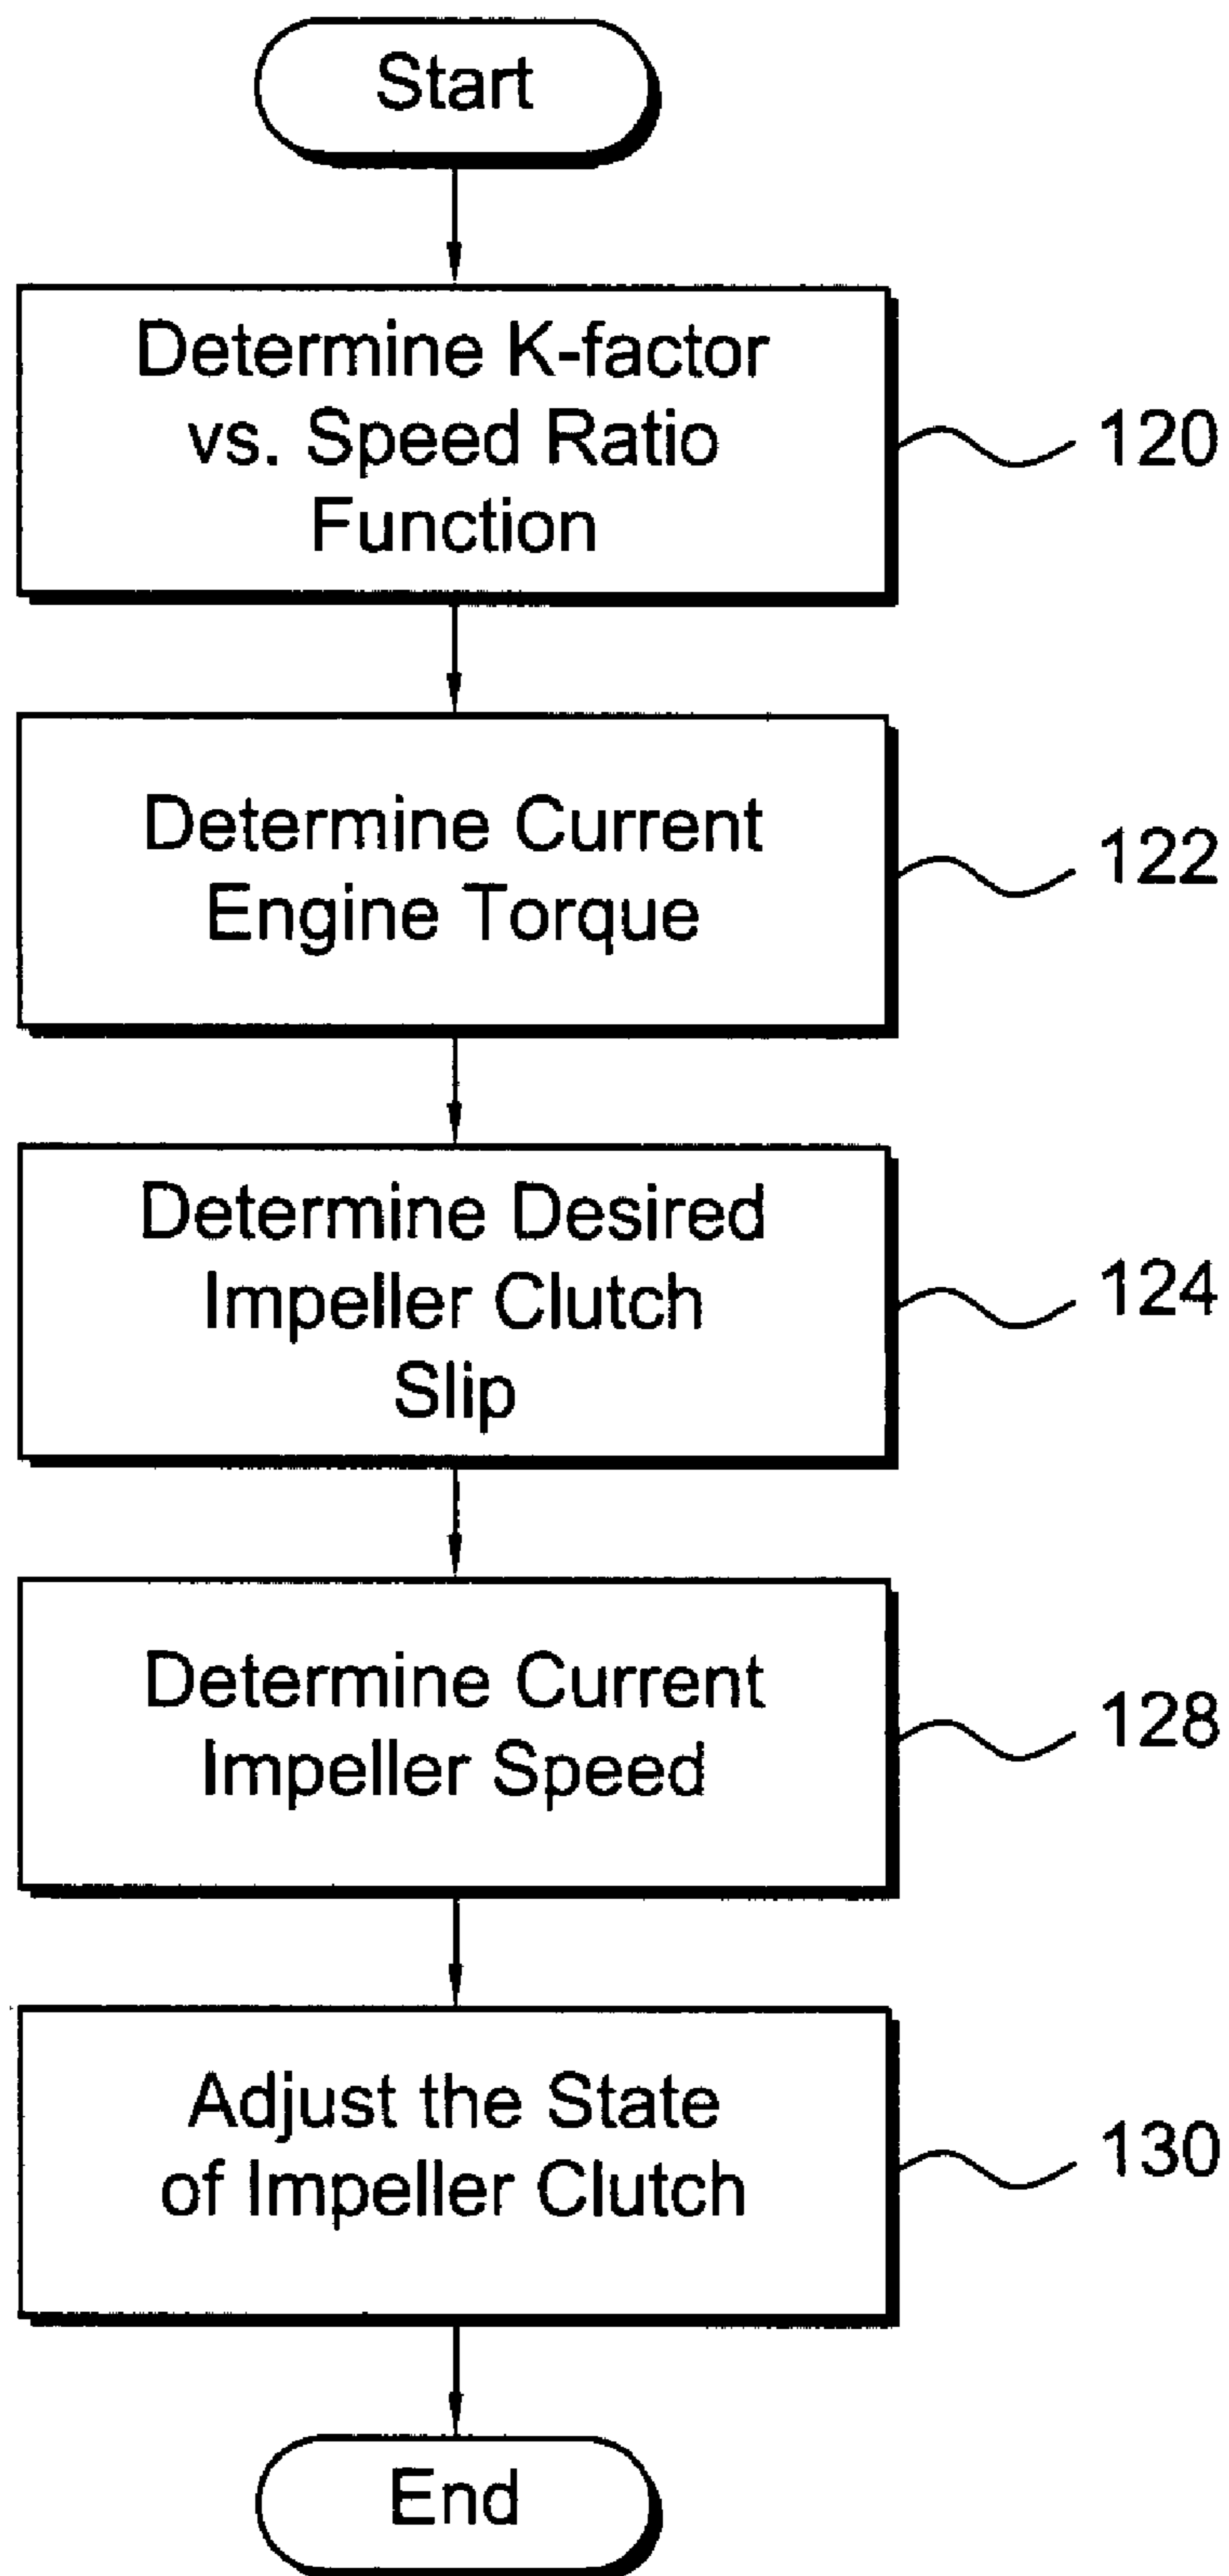 Start
Determine K-factor
vs. Speed Ratio
Function
120
Determine Current
Engine Torque
122
Determine Desired
Impeller Clutch
Slip
124
Determine Current
Impeller Speed
128
Adjust the State
of Impeller Clutch
130
End